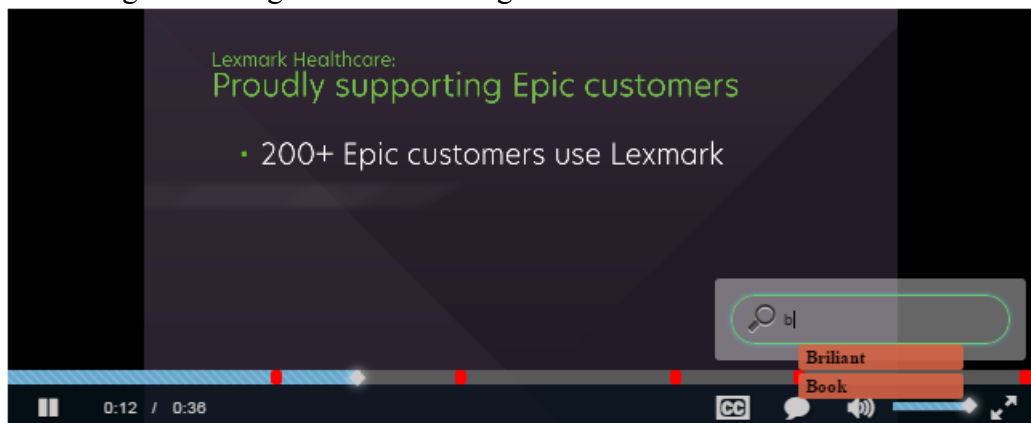 Lexmark Healthcare:
Proudly supporting Epic customers
· 200+ Epic customers use Lexmark
b
Briliant
Book
0:12 / 0:36
CC